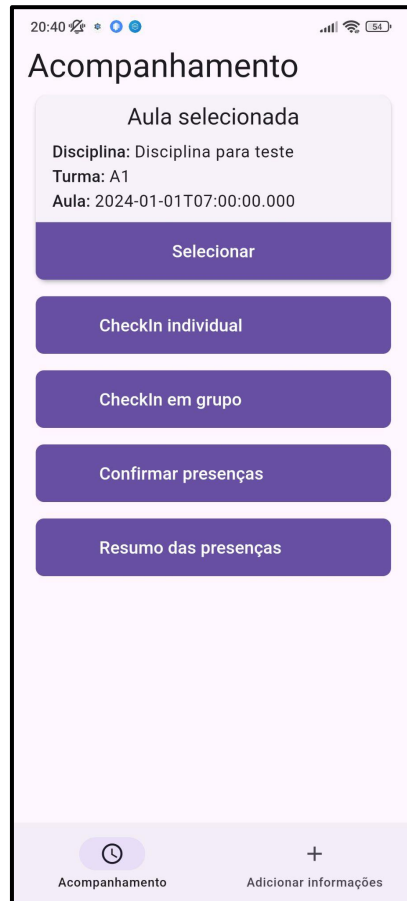 20:40
54
Acompanhamento
Aula selecionada
Disciplina: Disciplina para teste
Turma: A1
Aula: 2024-01-01T07:00:00.000
Selecionar
CheckIn individual
CheckIn em grupo
Confirmar presenças
Resumo das presenças
Acompanhamento
Adicionar informações